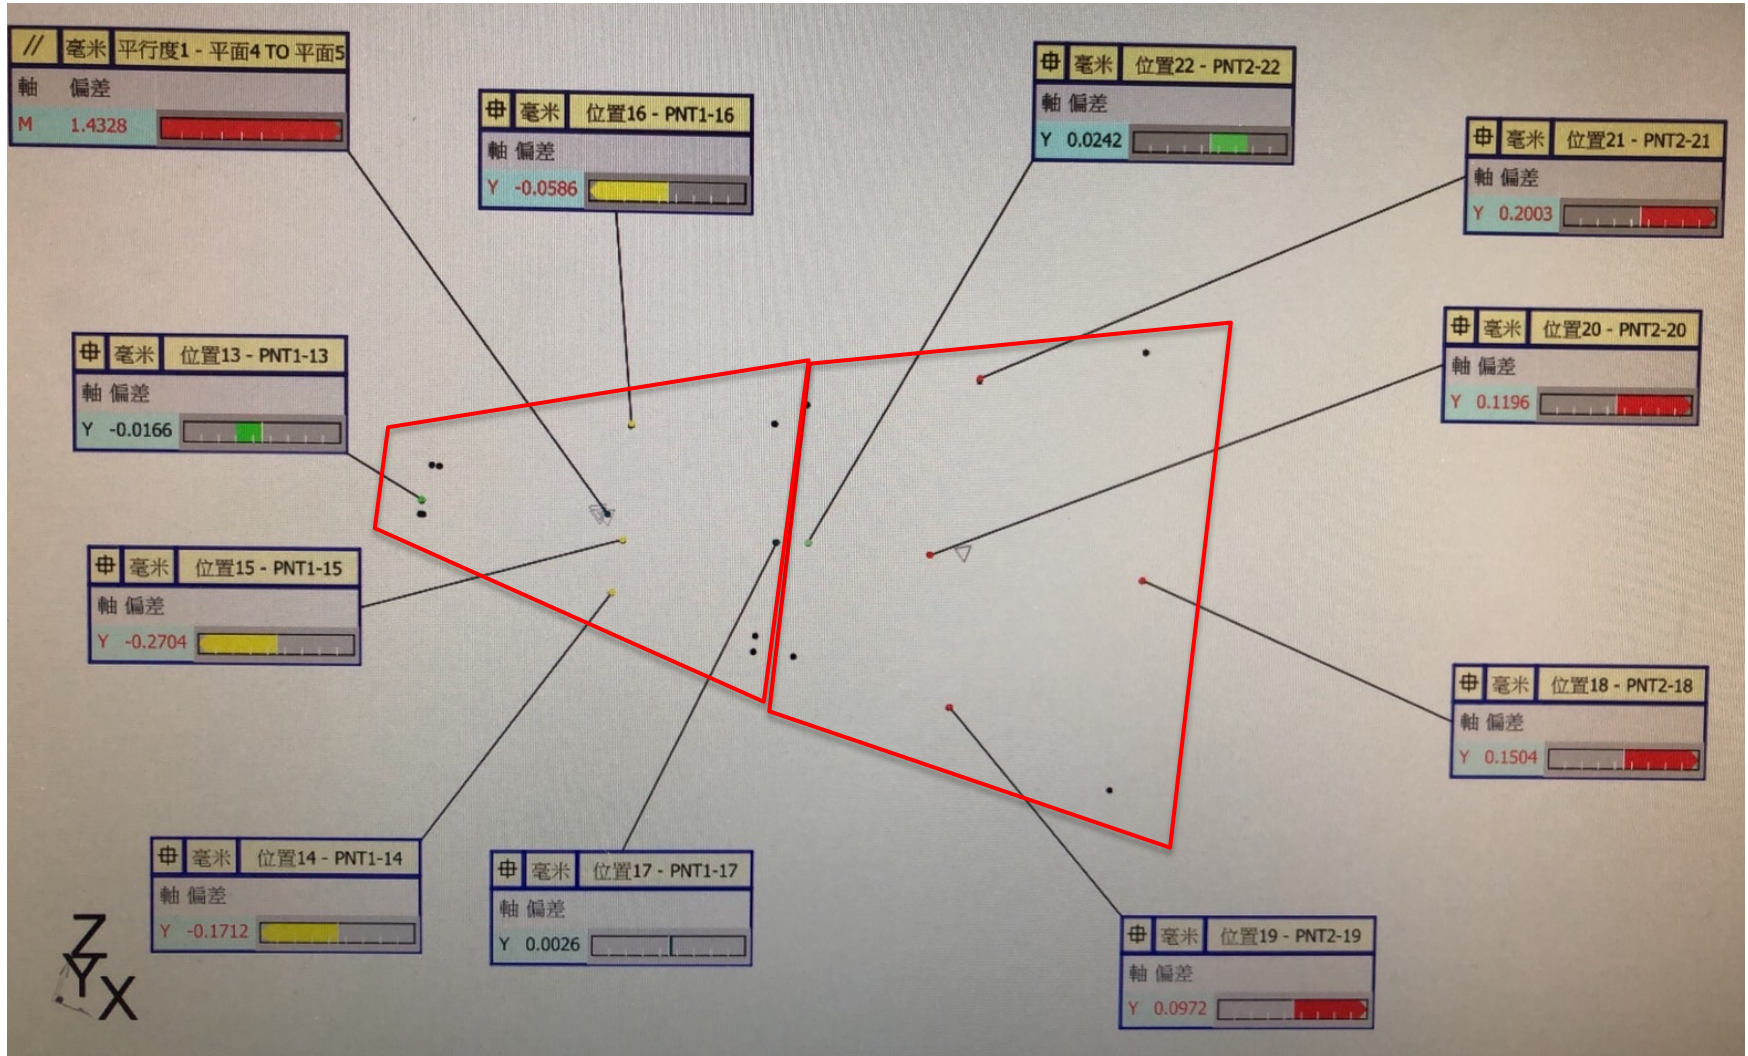 // 毫米 平行度1 - 平面4 TO 平面5
軸 偏差
M 1.4328
毫米 位置16 - PNT1-16
軸 偏差
Y -0.0586
毫米 位置22 - PNT2-22
軸 偏差
Y 0.0242
毫米 位置21 - PNT2-21
軸 偏差
Y 0.2003
毫米 位置13 - PNT1-13
軸 偏差
Y -0.0166
毫米 位置20 - PNT2-20
軸 偏差
Y 0.1196
毫米 位置15 - PNT1-15
軸 偏差
Y -0.2704
毫米 位置18 - PNT2-18
軸 偏差
Y 0.1504
毫米 位置14 - PNT1-14
軸 偏差
Y -0.1712
毫米 位置17 - PNT1-17
軸 偏差
Y 0.0026
毫米 位置19 - PNT2-19
軸 偏差
Y 0.0972
Z
Y
X